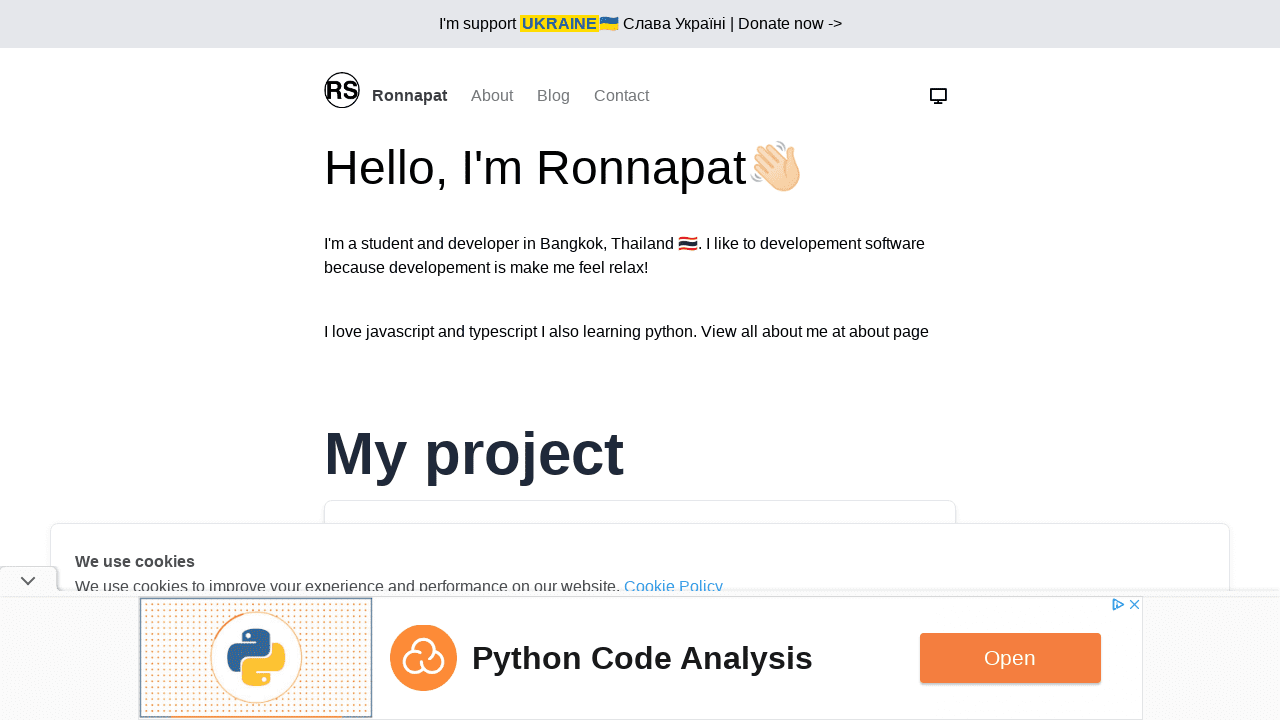 I'm support UKRAINE🇺🇦 Слава Україні | Donate now ->
RS Ronnapat About Blog Contact
Hello, I'm Ronnapat👋🏻
I'm a student and developer in Bangkok, Thailand 🇹🇭. I like to developement software
because developement is make me feel relax!
I love javascript and typescript I also learning python. View all about me at about page
My project
We use cookies
We use cookies to improve your experience and performance on our website. Cookie Policy
Python Code Analysis
Open